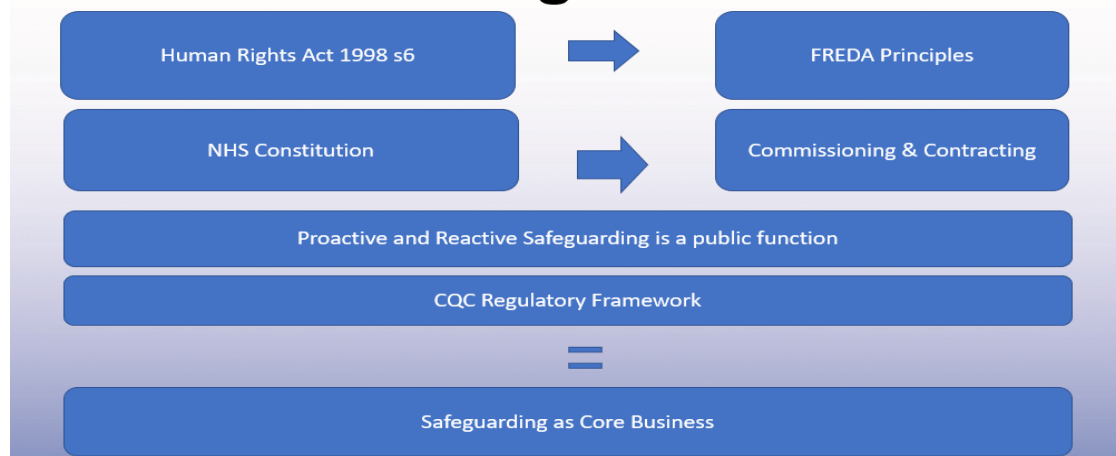 Human Rights Act 1998 s6
FREDA Principles
NHS Constitution
Commissioning & Contracting
Proactive and Reactive Safeguarding is a public function
CQC Regulatory Framework
=
Safeguarding as Core Business